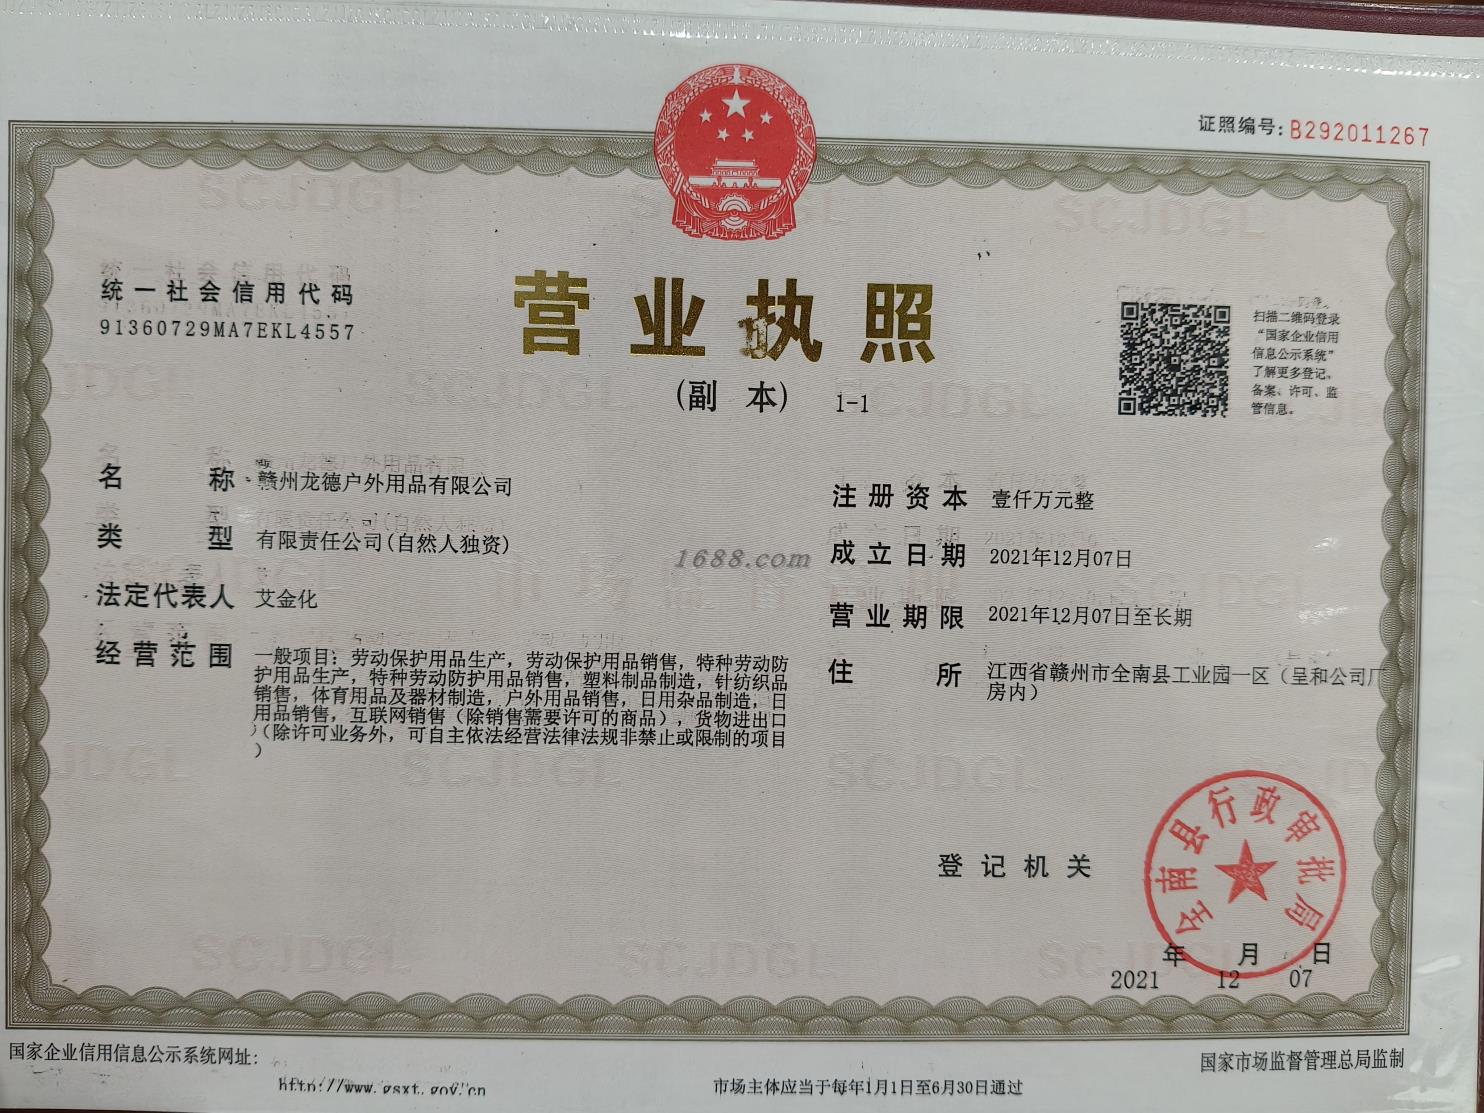 证照编号:B292011267
统一社会信用代码
91360729MA7EKL4557
营业执照
(副 本) 1-1
扫描二维码登录
“国家企业信用
信息公示系统”
了解更多登记、
备案、许可、监
管信息。
名 称 赣州龙德户外用品有限公司
类 型 有限责任公司(自然人独资)
法定代表人 艾金化
经营范围 一般项目：劳动保护用品生产，劳动保护用品销售，特种劳动防
护用品生产，特种劳动防护用品销售，塑料制品制造，针纺织品
销售，体育用品及器材制造，户外用品销售，日用杂品制造，日
用品销售，互联网销售（除销售需要许可的商品），货物进出口
（除许可业务外，可自主依法经营法律法规非禁止或限制的项目
）
注册资本 壹仟万元整
成立日期 2021年12月07日
营业期限 2021年12月07日至长期
住 所 江西省赣州市全南县工业园一区（呈和公司厂
房内）
1688.com
登记机关
全南县行政审批局
年 月 日
2021 12 07
国家企业信用信息公示系统网址：
http://www.gsxt.gov.cn
市场主体应当于每年1月1日至6月30日通过
国家市场监督管理总局监制
SCJDGL